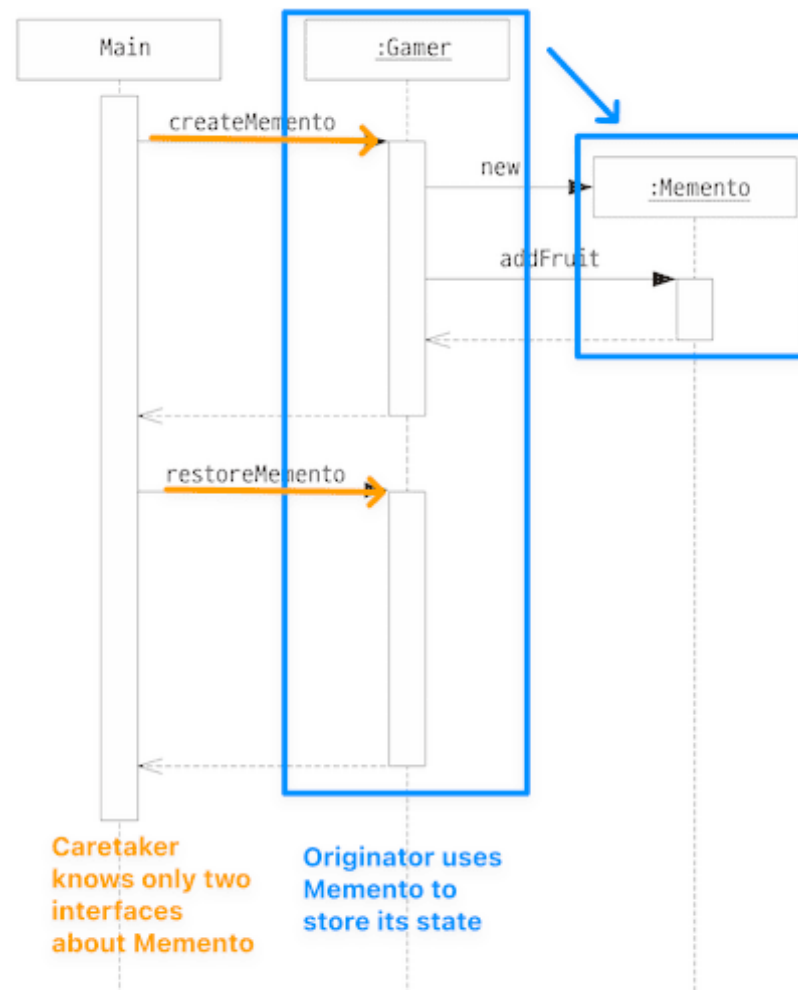 Main
:Gamer
createMemento
new
:Memento
addFruit
restoreMemento
Caretaker
knows only two
interfaces
about Memento
Originator uses
Memento to
store its state